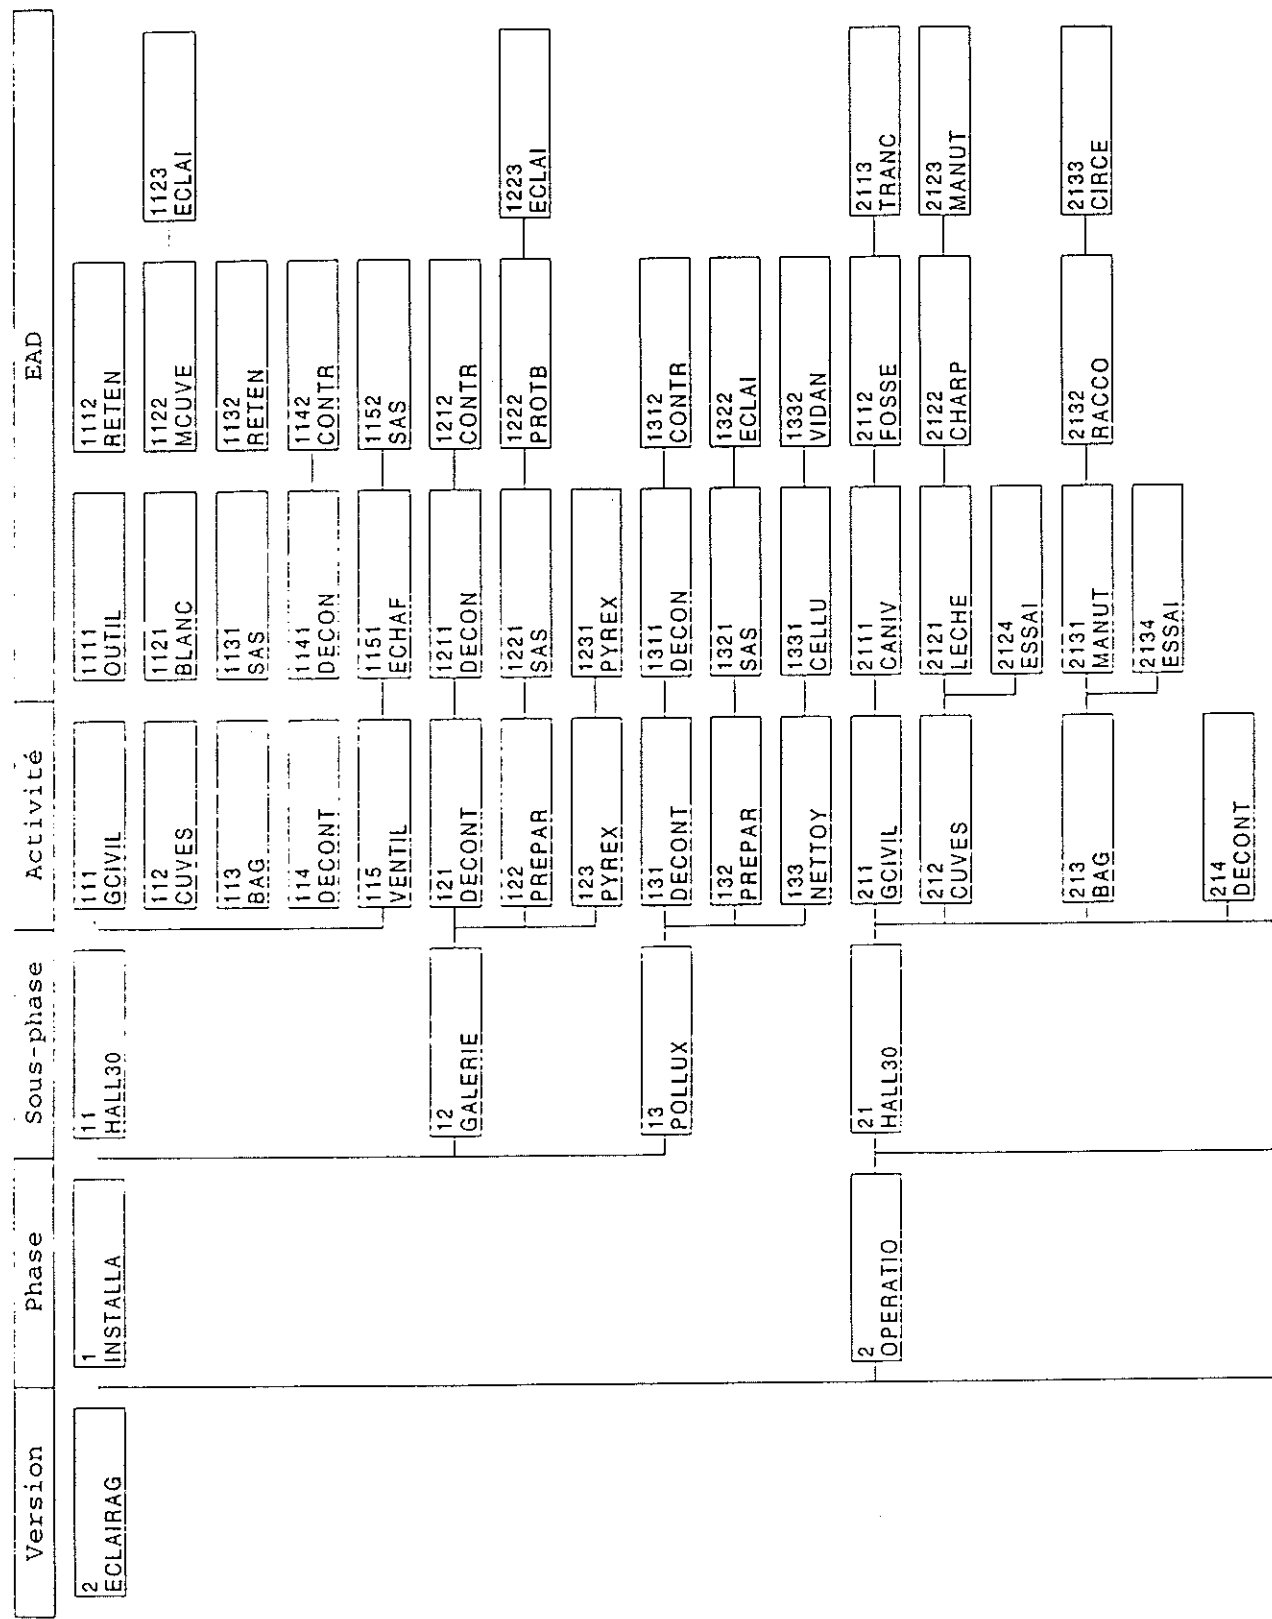 Version
Phase
Sous-phase
Activité
EAD
2
ECLAIRAG
1
INSTALLA
11
HALL30
111
GCIVIL
1111
OUTIL
1112
RETEN
112
CUVES
1121
BLANC
1122
MCUVE
1123
ECLAI
113
BAG
1131
SAS
1132
RETEN
114
DECONT
1141
DECON
1142
CONTR
115
VENTIL
1151
ECHAF
1152
SAS
12
GALERIE
121
DECONT
1211
DECON
1212
CONTR
122
PREPAR
1221
SAS
1222
PROTB
1223
ECLAI
123
PYREX
1231
PYREX
13
POLLUX
131
DECONT
1311
DECON
1312
CONTR
132
PREPAR
1321
SAS
1322
ECLAI
133
NETTOY
1331
CELLU
1332
VIDAN
2
OPERATIO
21
HALL30
211
GCIVIL
2111
CANIV
2112
FOSSE
2113
TRANC
212
CUVES
2121
LECHE
2122
CHARP
2123
MANUT
2124
ESSAI
213
BAG
2131
MANUT
2132
RACCO
2133
CIRCE
2134
ESSAI
214
DECONT